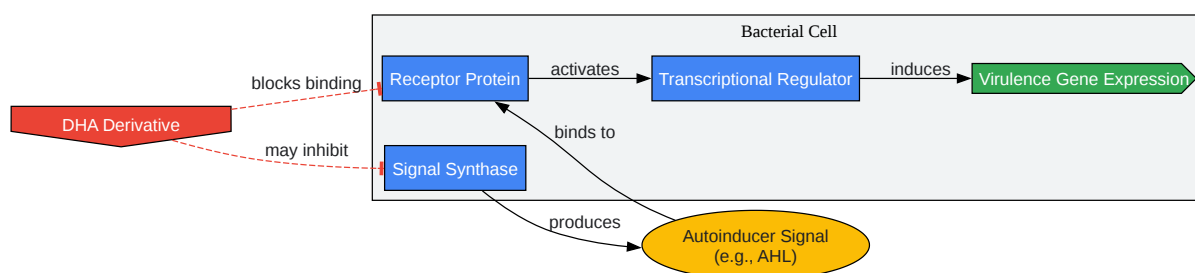 Bacterial Cell
blocks binding
Receptor Protein
activates
Transcriptional Regulator
induces
Virulence Gene Expression
DHA Derivative
binds to
may inhibit
Signal Synthase
produces
Autoinducer Signal
(e.g., AHL)